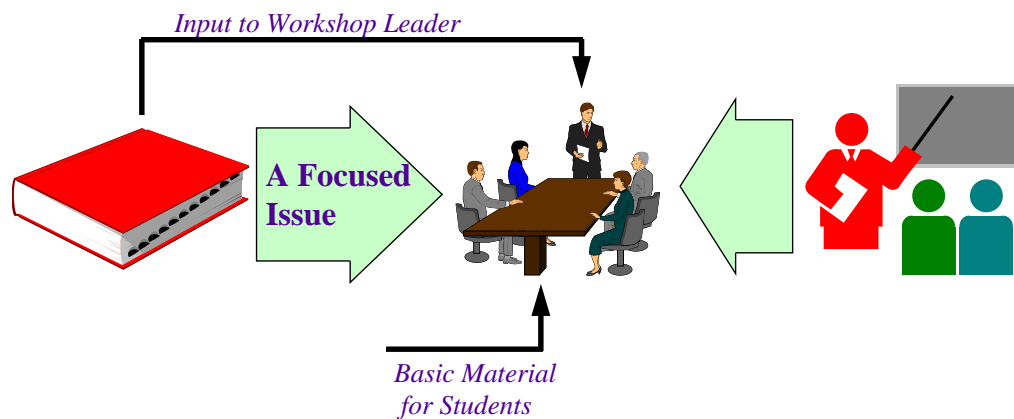 Input to Workshop Leader
A Focused
Issue
Basic Material
for Students